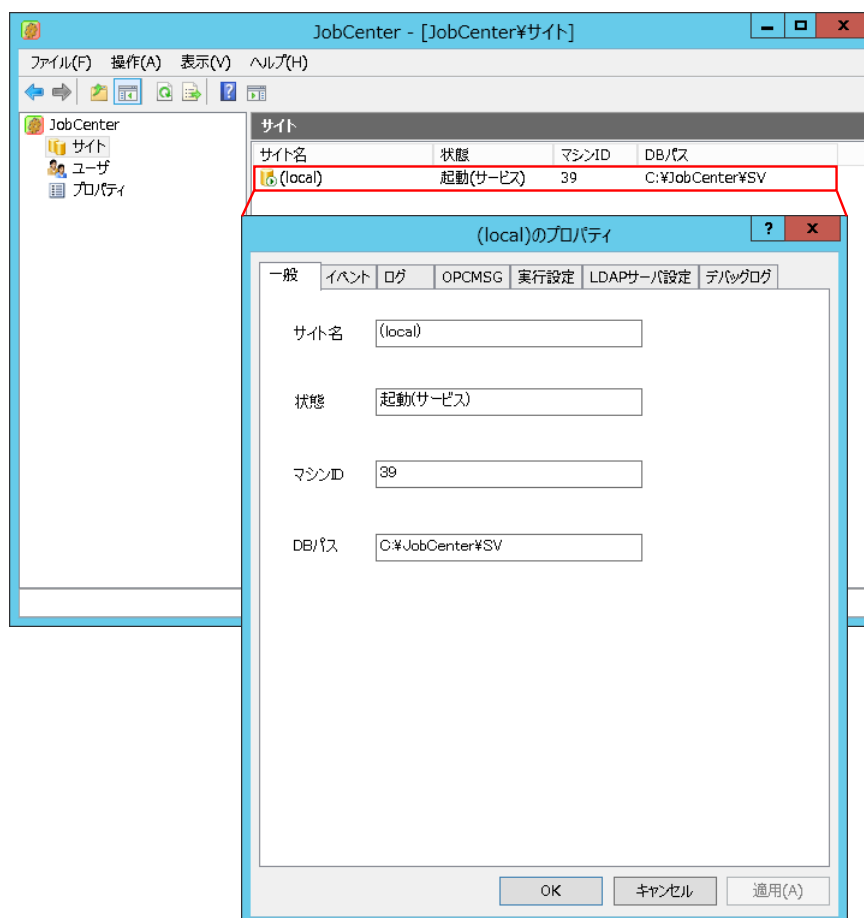 JobCenter - [JobCenter¥サイト]
ファイル(F) 操作(A) 表示(V) ヘルプ(H)
JobCenter
サイト
ユーザ
プロパティ
サイト
サイト名 状態 マシンID DBパス
(local) 起動(サービス) 39 C:¥JobCenter¥SV
(local)のプロパティ
一般 イベント ログ OPCMSG 実行設定 LDAPサーバ設定 デバッグログ
サイト名 (local)
状態 起動(サービス)
マシンID 39
DBパス C:¥JobCenter¥SV
OK キャンセル 適用(A)